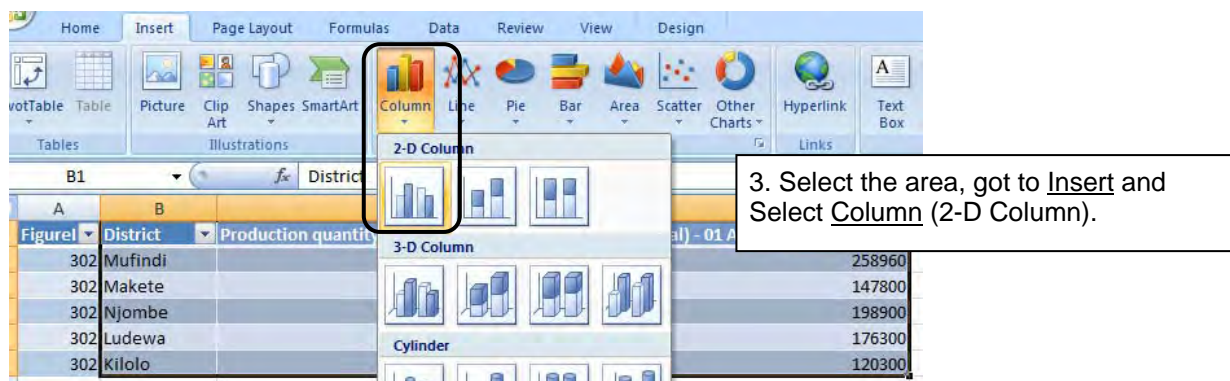 Home Insert Page Layout Formulas Data Review View Design
votTable Table Picture Clip Art Shapes SmartArt Column Line Pie Bar Area Scatter Other Charts Hyperlink Text Box
Tables Illustrations Links
2-D Column
B1 fx District
3. Select the area, got to Insert and
Select Column (2-D Column).
A B
Figurel District Production quantity al) - 01 A
3-D Column
302 Mufindi 258960
302 Makete 147800
302 Njombe 198900
302 Ludewa 176300
Cylinder
302 Kilolo 120300